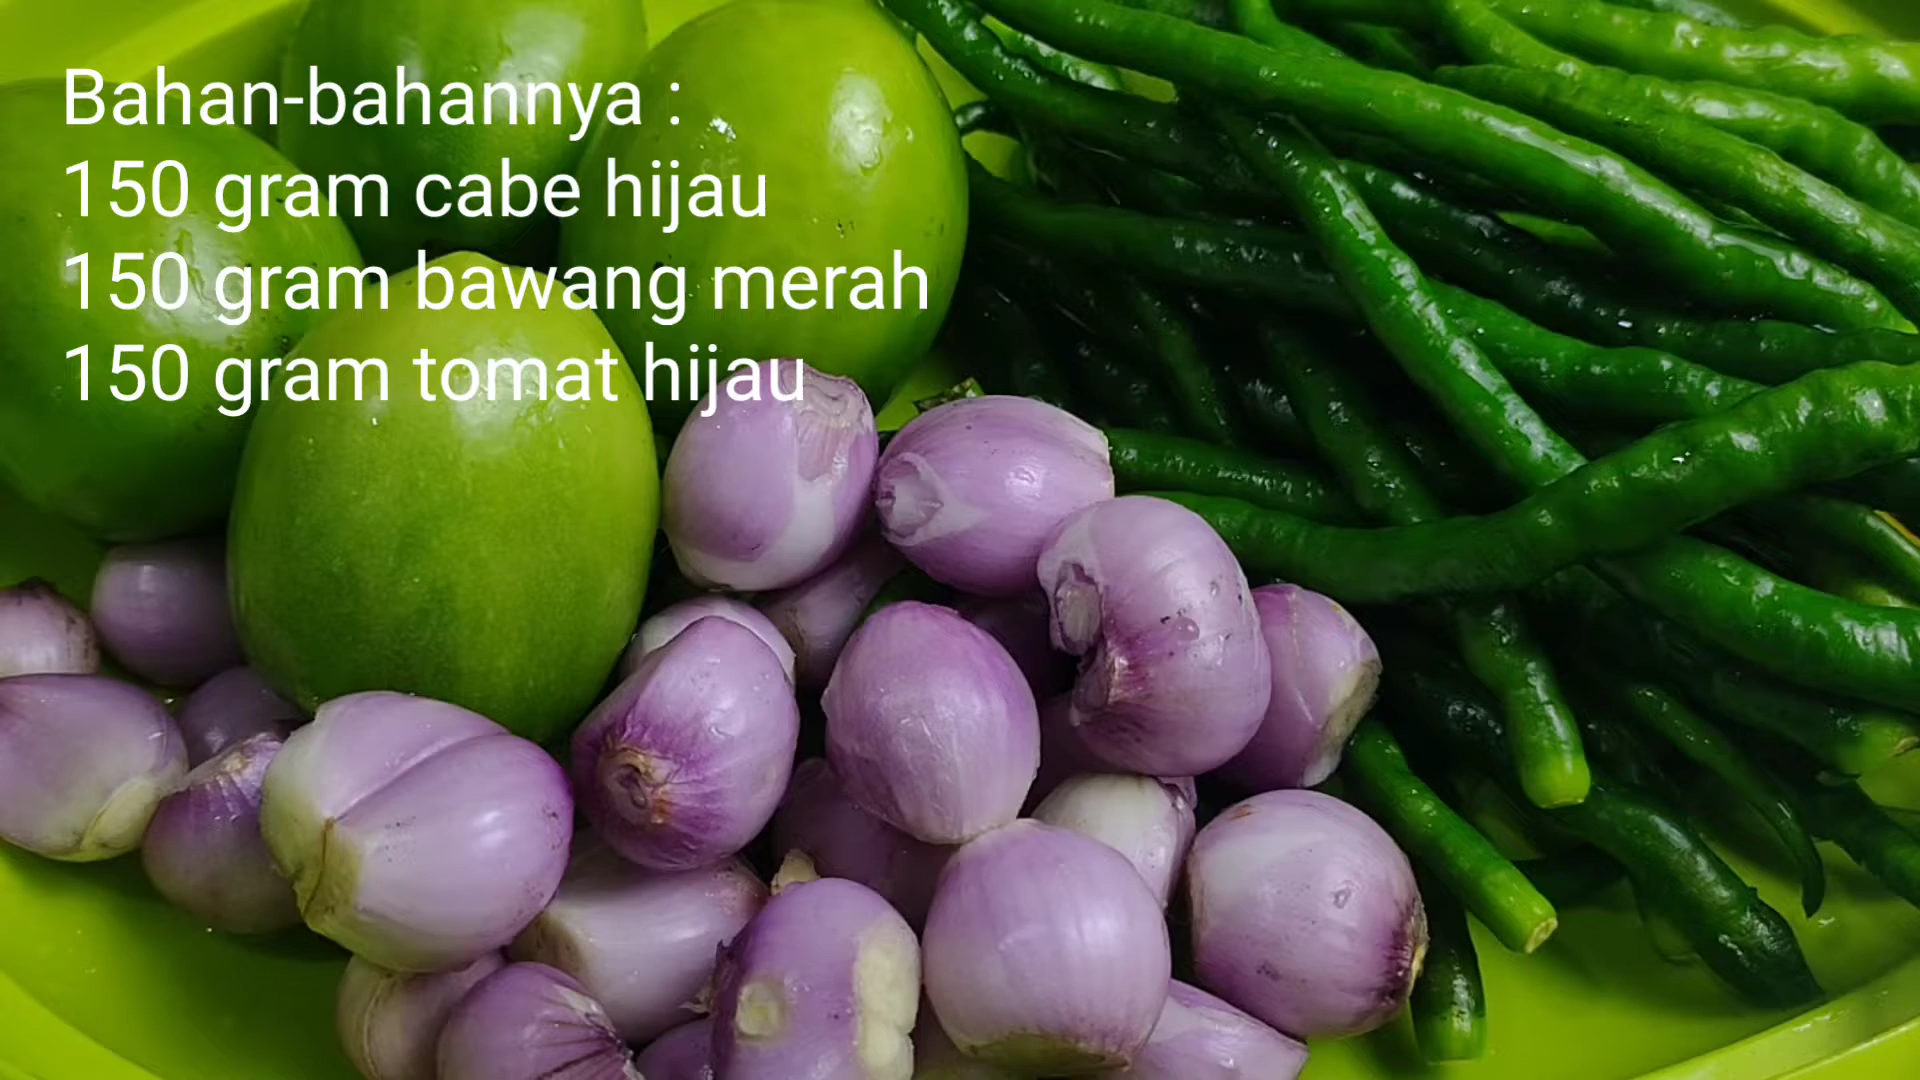 Bahan-bahannya :
150 gram cabe hijau
150 gram bawang merah
150 gram tomat hijau